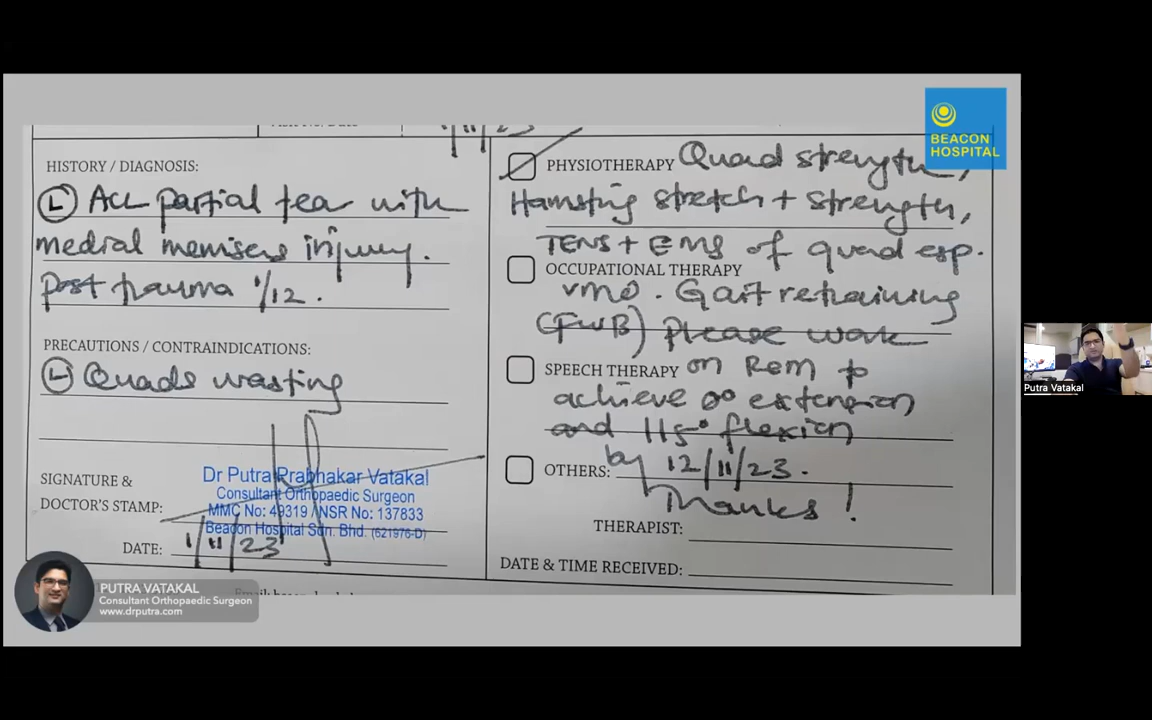 1/11/23
BEACON
HOSPITAL
HISTORY / DIAGNOSIS:
(L) ACL partial tear with
medial meniscus injury.
Post trauma 1/12.
PRECAUTIONS / CONTRAINDICATIONS:
(L) Quads wasting
SIGNATURE &
DOCTOR'S STAMP:
Dr Putra Prabhakar Vatakal
Consultant Orthopaedic Surgeon
MMC No: 49319 / NSR No: 137833
Beacon Hospital Sdn. Bhd. (621976-D)
DATE: 1/11/23
PHYSIOTHERAPY Quad strength,
Hamsting stretch + strength,
TENS + EMS of quad esp.
OCCUPATIONAL THERAPY
vmo. Gait retraining
(FWB) Please work
SPEECH THERAPY on ROM to
achieve 0° extension
and 115° flexion
OTHERS: by 12/11/23.
Thanks!
THERAPIST:
DATE & TIME RECEIVED:
PUTRA VATAKAL
Consultant Orthopaedic Surgeon
www.drputra.com
Putra Vatakal